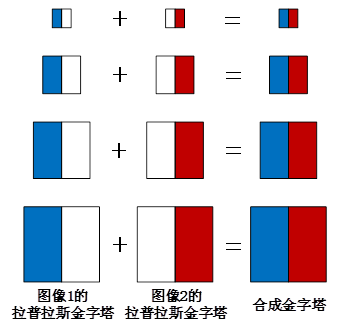 + =
+ =
+ =
+ =
图像1的 图像2的
拉普拉斯金字塔 拉普拉斯金字塔 合成金字塔